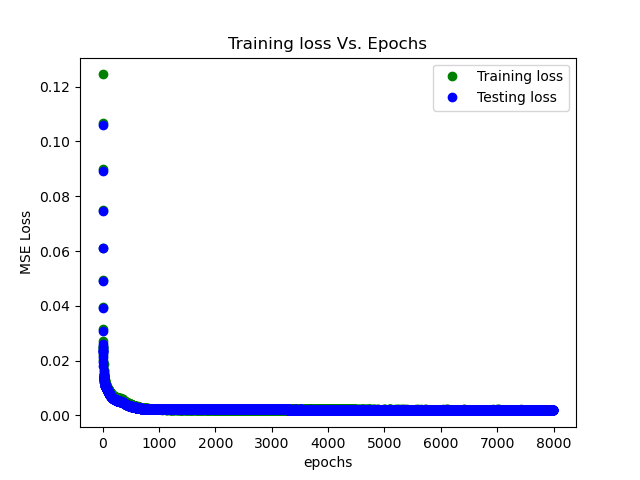 Training loss Vs. Epochs
Training loss
Testing loss
MSE Loss
0.12
0.10
0.08
0.06
0.04
0.02
0.00
0 1000 2000 3000 4000 5000 6000 7000 8000
epochs